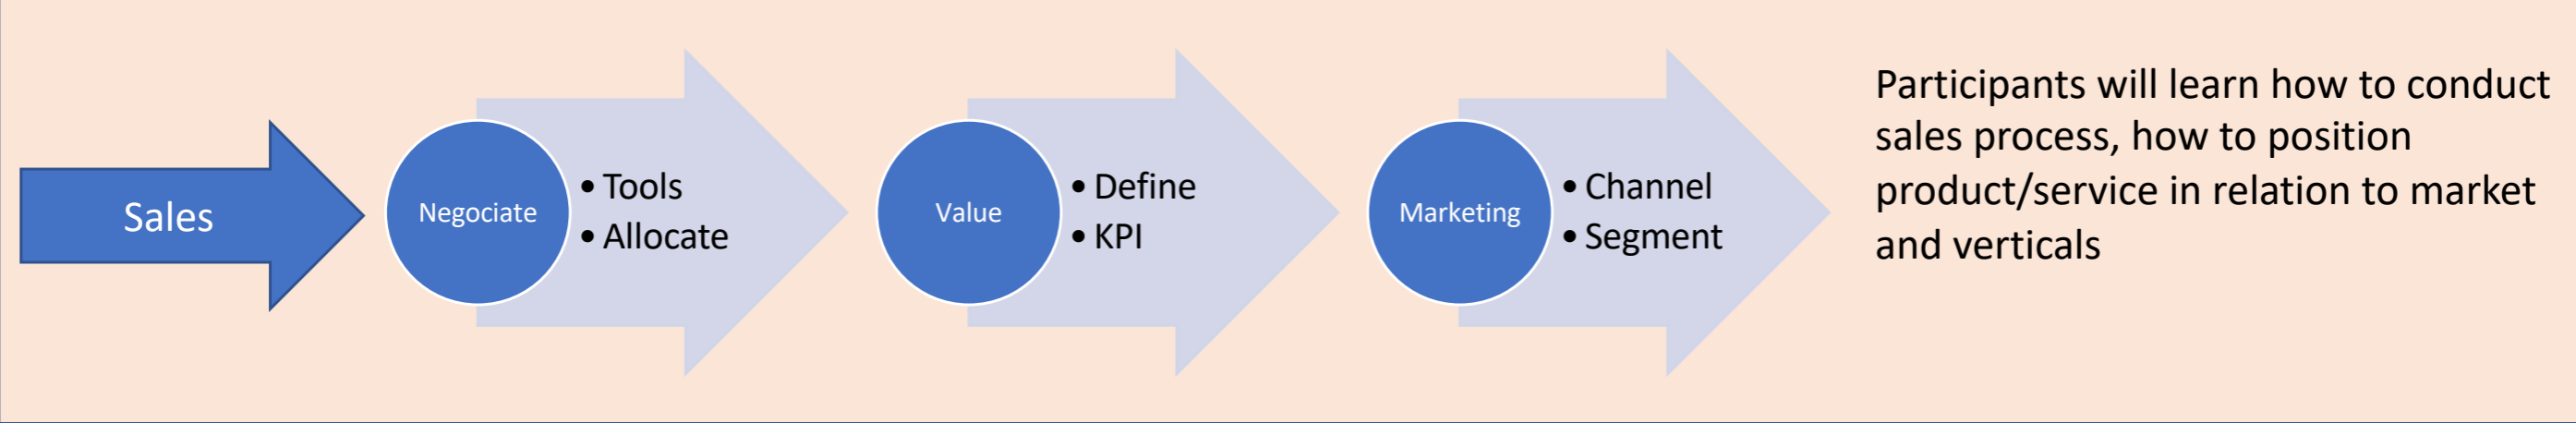 Sales
Negociate
• Tools
• Allocate
Value
• Define
• KPI
Marketing
• Channel
• Segment
Participants will learn how to conduct
sales process, how to position
product/service in relation to market
and verticals